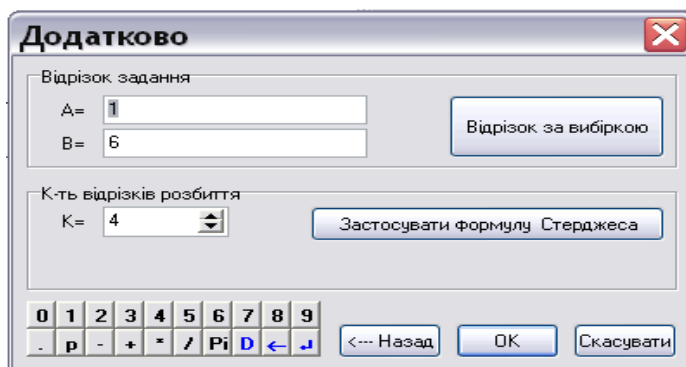 Додатково
Відрізок задання
A= 1
B= 6
Відрізок за вибіркою
К-ть відрізків розбиття
K= 4
Застосувати формулу Стерджеса
0 1 2 3 4 5 6 7 8 9
. p - + * / Pi D ← ↲
<--- Назад
OK
Скасувати